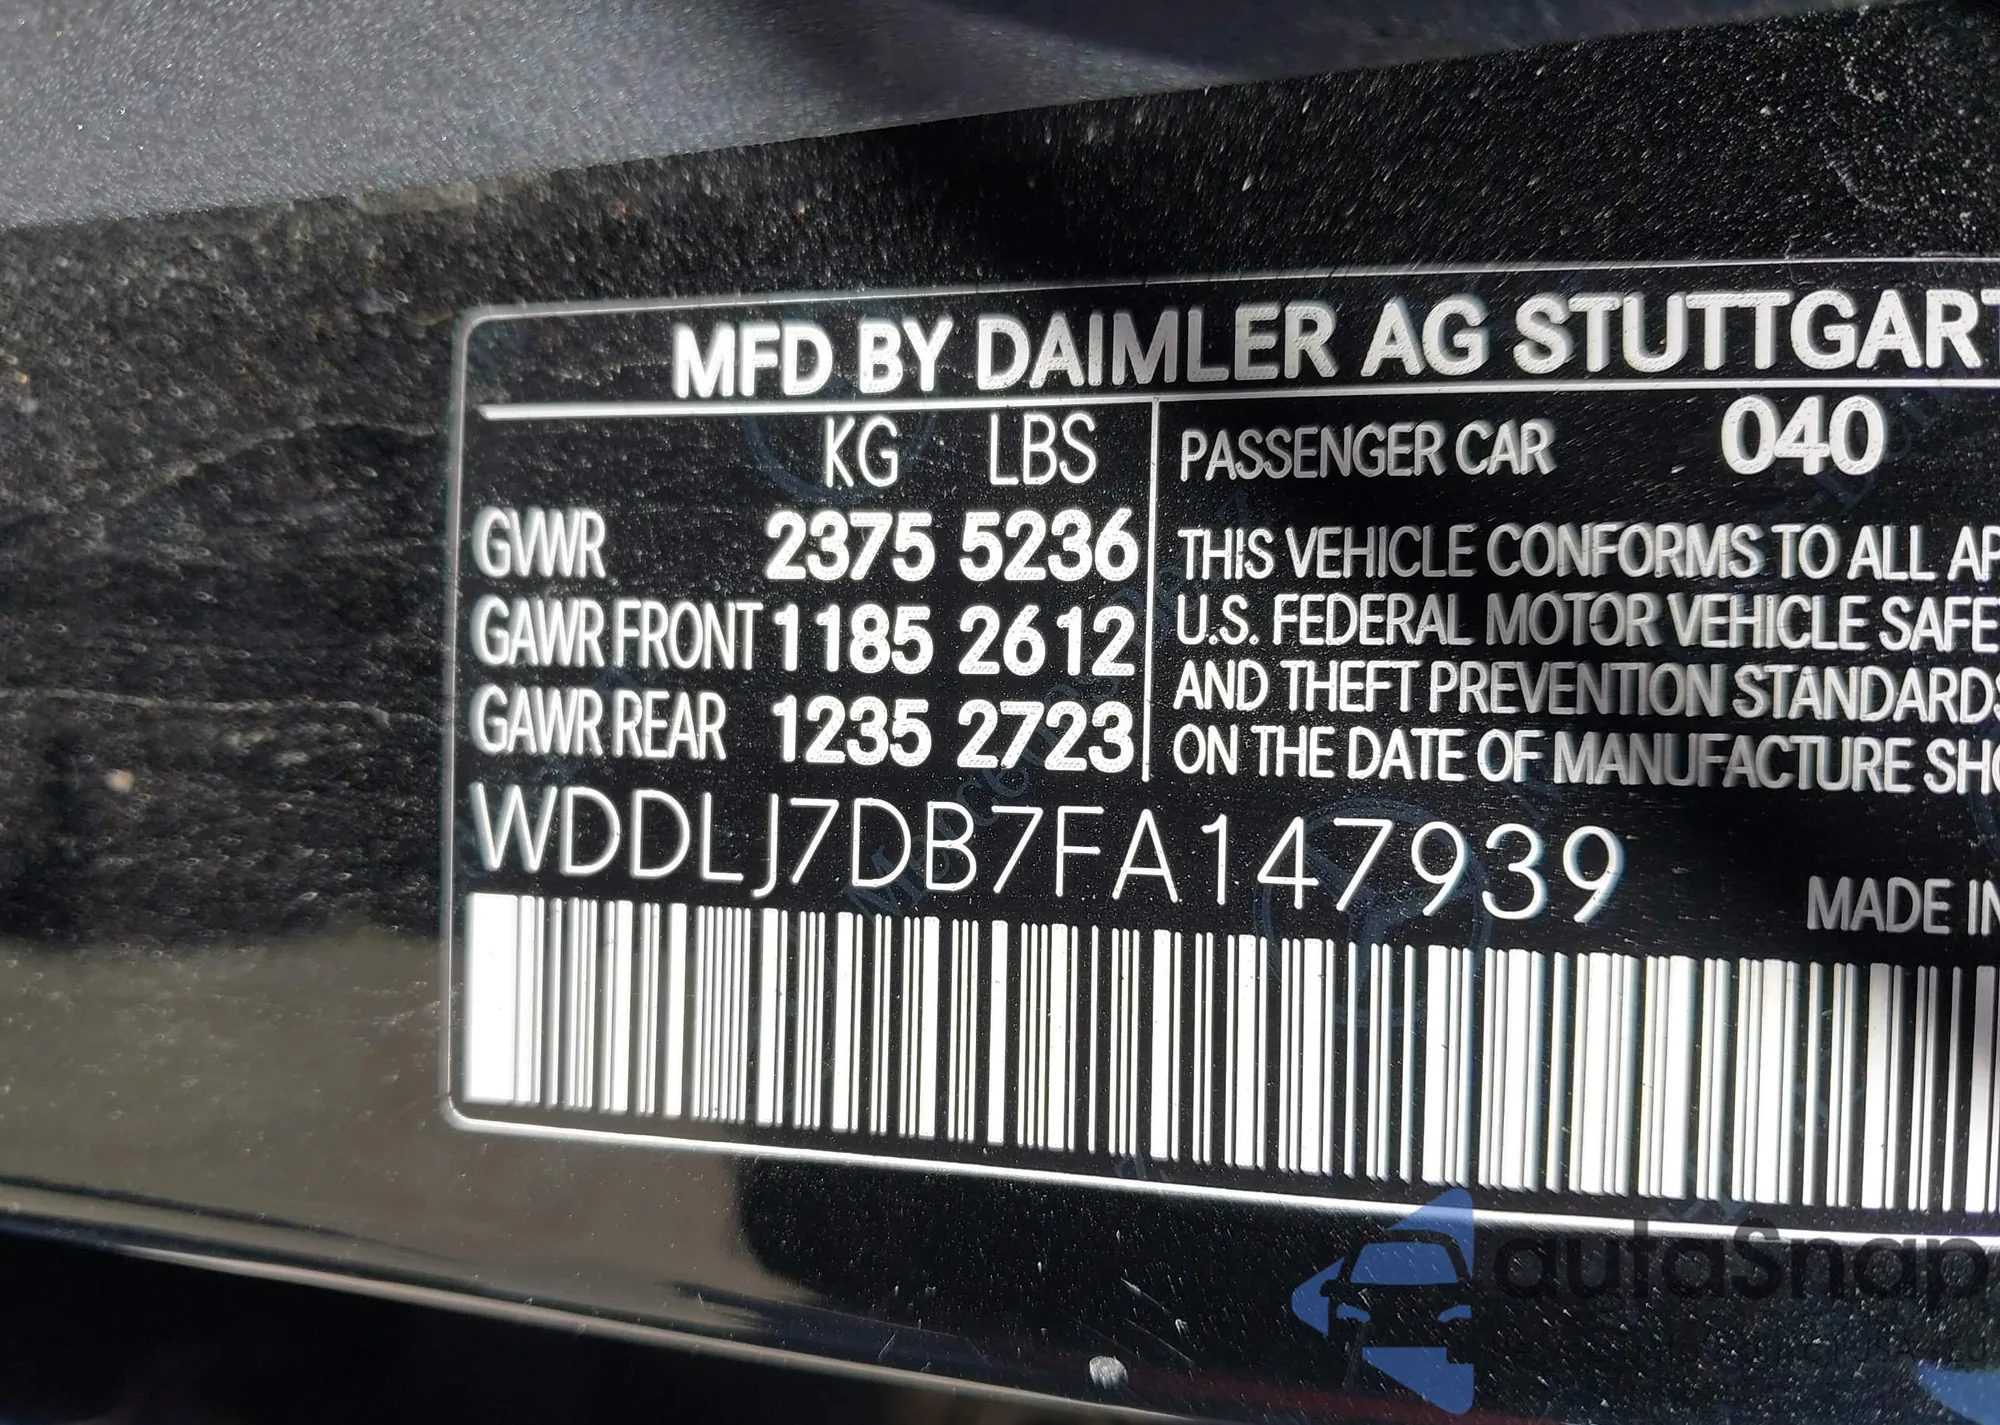 MFD BY DAIMLER AG STUTTGART
KG LBS
GVWR 2375 5236
GAWR FRONT 1185 2612
GAWR REAR 1235 2723
PASSENGER CAR 040
THIS VEHICLE CONFORMS TO ALL AP
U.S. FEDERAL MOTOR VEHICLE SAFE
AND THEFT PREVENTION STANDARDS
ON THE DATE OF MANUFACTURE SHO
WDDLJ7DB7FA147939
MADE IN
autoSnap